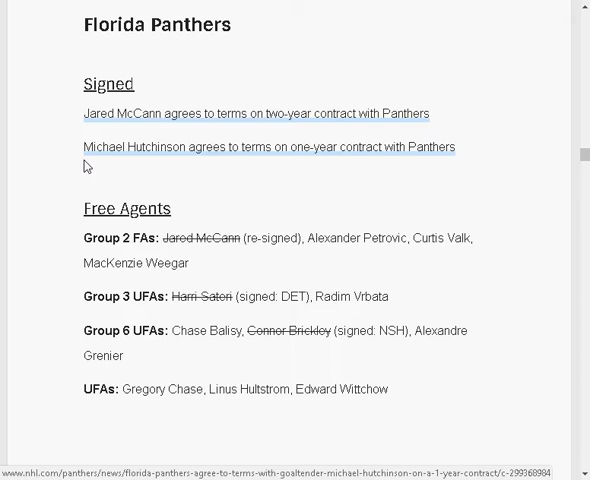 Florida Panthers
Signed
Jared McCann agrees to terms on two-year contract with Panthers
Michael Hutchinson agrees to terms on one-year contract with Panthers
Free Agents
Group 2 FAs: Jared McCann (re-signed), Alexander Petrovic, Curtis Valk,
MacKenzie Weegar
Group 3 UFAs: Harri Sateri (signed: DET), Radim Vrbata
Group 6 UFAs: Chase Balisy, Connor Brickley (signed: NSH), Alexandre
Grenier
UFAs: Gregory Chase, Linus Hultstrom, Edward Wittchow
www.nhl.com/panthers/news/florida-panthers-agree-to-terms-with-goaltender-michael-hutchinson-on-a-1-year-contract/c-299368984